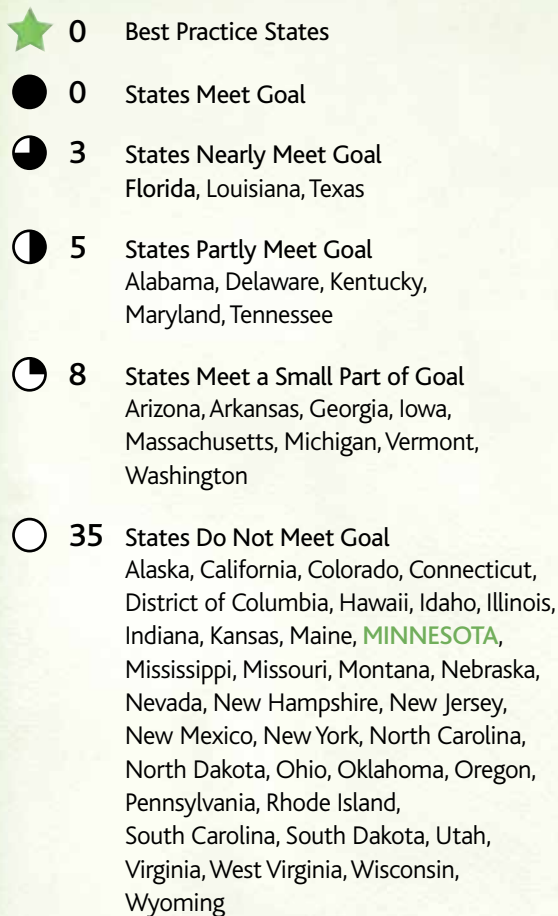 0 Best Practice States
0 States Meet Goal
3 States Nearly Meet Goal
Florida, Louisiana, Texas
5 States Partly Meet Goal
Alabama, Delaware, Kentucky,
Maryland, Tennessee
8 States Meet a Small Part of Goal
Arizona, Arkansas, Georgia, Iowa,
Massachusetts, Michigan, Vermont,
Washington
35 States Do Not Meet Goal
Alaska, California, Colorado, Connecticut,
District of Columbia, Hawaii, Idaho, Illinois,
Indiana, Kansas, Maine, MINNESOTA,
Mississippi, Missouri, Montana, Nebraska,
Nevada, New Hampshire, New Jersey,
New Mexico, New York, North Carolina,
North Dakota, Ohio, Oklahoma, Oregon,
Pennsylvania, Rhode Island,
South Carolina, South Dakota, Utah,
Virginia, West Virginia, Wisconsin,
Wyoming